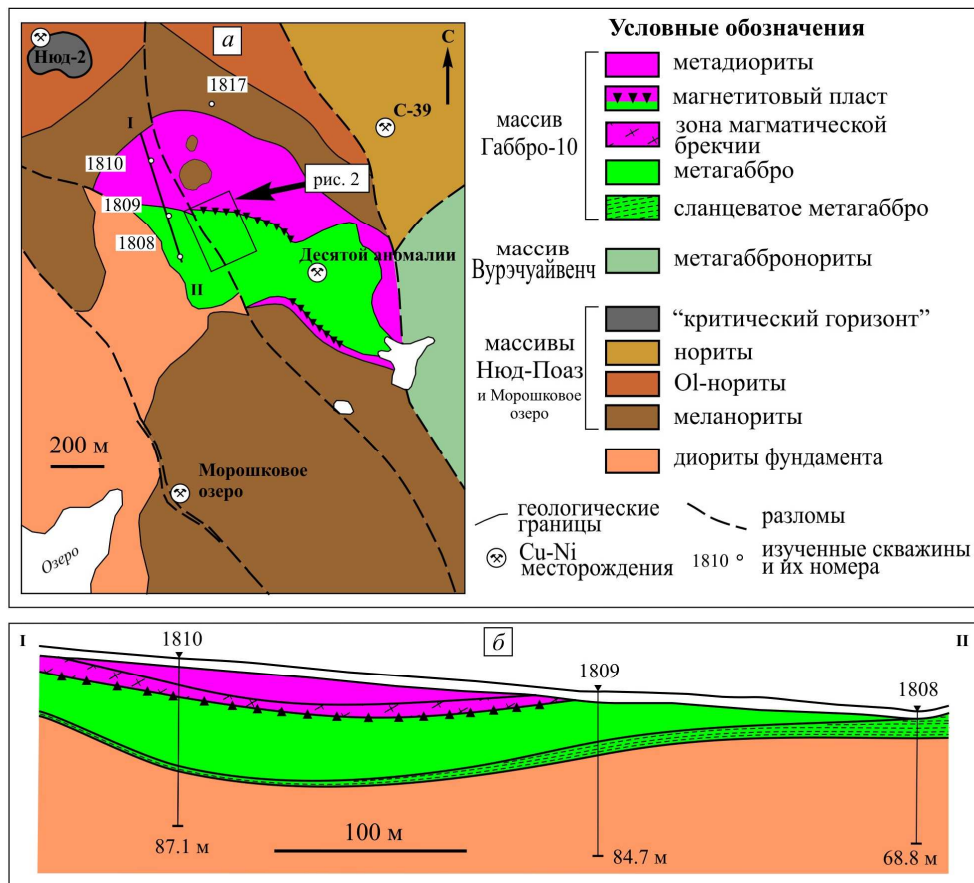 а
С
Нюд-2
1817
С-39
I
1810
рис. 2
1809
1808
Десятой аномалии
II
200 м
Морошковое
озеро
Озеро
Условные обозначения
массив
Габбро-10
метадиориты
магнетитовый пласт
зона магматической
брекчии
метагаббро
сланцеватое метагаббро
массив
Вурэчуайвенч
метагаббронориты
массивы
Нюд-Поаз
и Морошковое
озеро
“критический горизонт”
нориты
Ol-нориты
меланориты
диориты фундамента
геологические
границы
разломы
Cu-Ni
месторождения
1810
изученные скважины
и их номера
I
б
II
1810
1809
1808
87.1 м
100 м
84.7 м
68.8 м